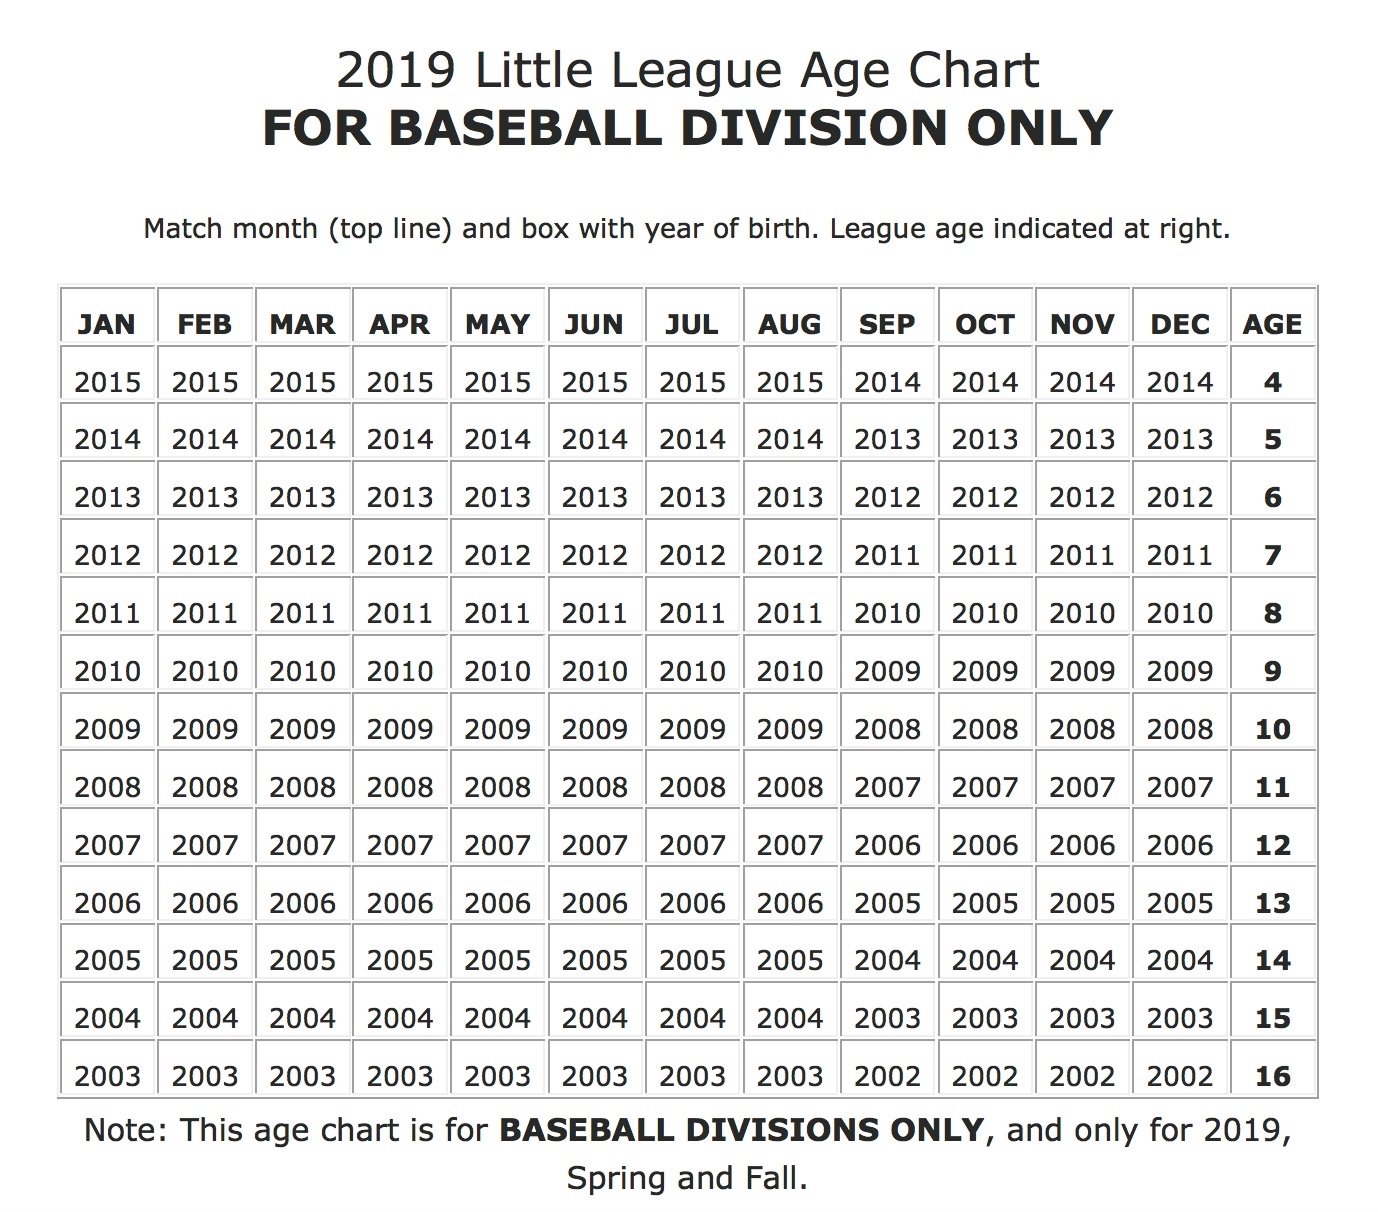 2019 Little League Age Chart
FOR BASEBALL DIVISION ONLY
Match month (top line) and box with year of birth. League age indicated at right.
JAN FEB MAR APR MAY JUN JUL AUG SEP OCT NOV DEC AGE
2015 2015 2015 2015 2015 2015 2015 2015 2014 2014 2014 2014 4
2014 2014 2014 2014 2014 2014 2014 2014 2013 2013 2013 2013 5
2013 2013 2013 2013 2013 2013 2013 2013 2012 2012 2012 2012 6
2012 2012 2012 2012 2012 2012 2012 2012 2011 2011 2011 2011 7
2011 2011 2011 2011 2011 2011 2011 2011 2010 2010 2010 2010 8
2010 2010 2010 2010 2010 2010 2010 2010 2009 2009 2009 2009 9
2009 2009 2009 2009 2009 2009 2009 2009 2008 2008 2008 2008 10
2008 2008 2008 2008 2008 2008 2008 2008 2007 2007 2007 2007 11
2007 2007 2007 2007 2007 2007 2007 2007 2006 2006 2006 2006 12
2006 2006 2006 2006 2006 2006 2006 2006 2005 2005 2005 2005 13
2005 2005 2005 2005 2005 2005 2005 2005 2004 2004 2004 2004 14
2004 2004 2004 2004 2004 2004 2004 2004 2003 2003 2003 2003 15
2003 2003 2003 2003 2003 2003 2003 2003 2002 2002 2002 2002 16
Note: This age chart is for BASEBALL DIVISIONS ONLY, and only for 2019,
Spring and Fall.